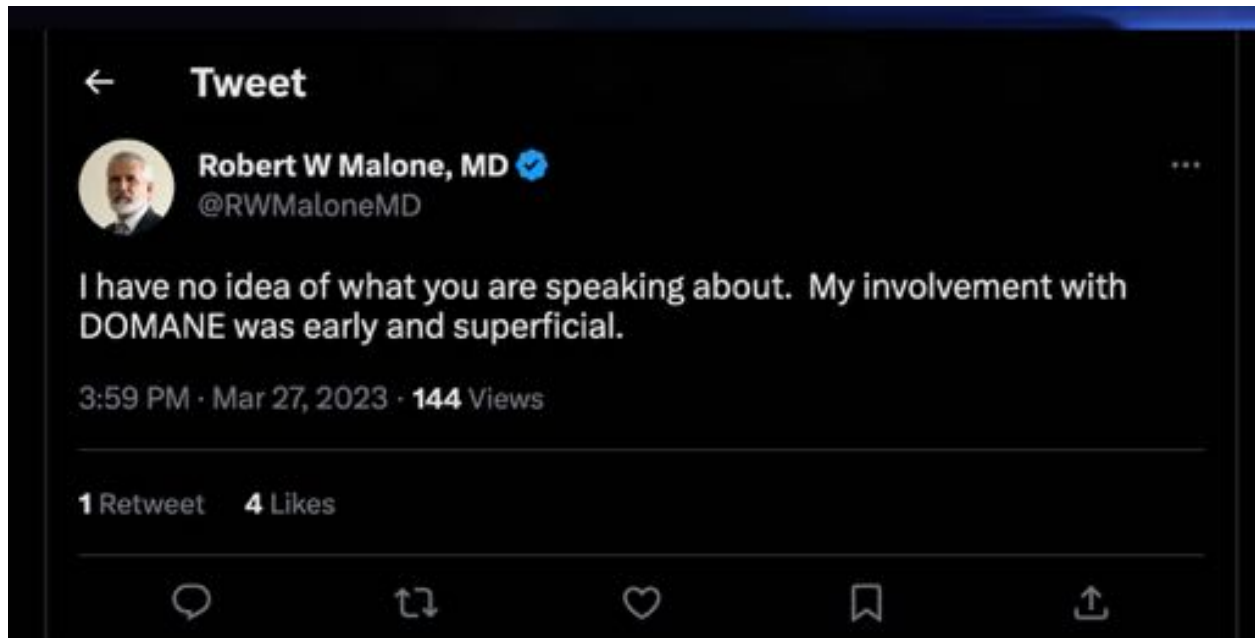 Tweet
Robert W Malone, MD
@RWMaloneMD
I have no idea of what you are speaking about.  My involvement with
DOMANE was early and superficial.
3:59 PM · Mar 27, 2023 · 144 Views
1 Retweet 4 Likes